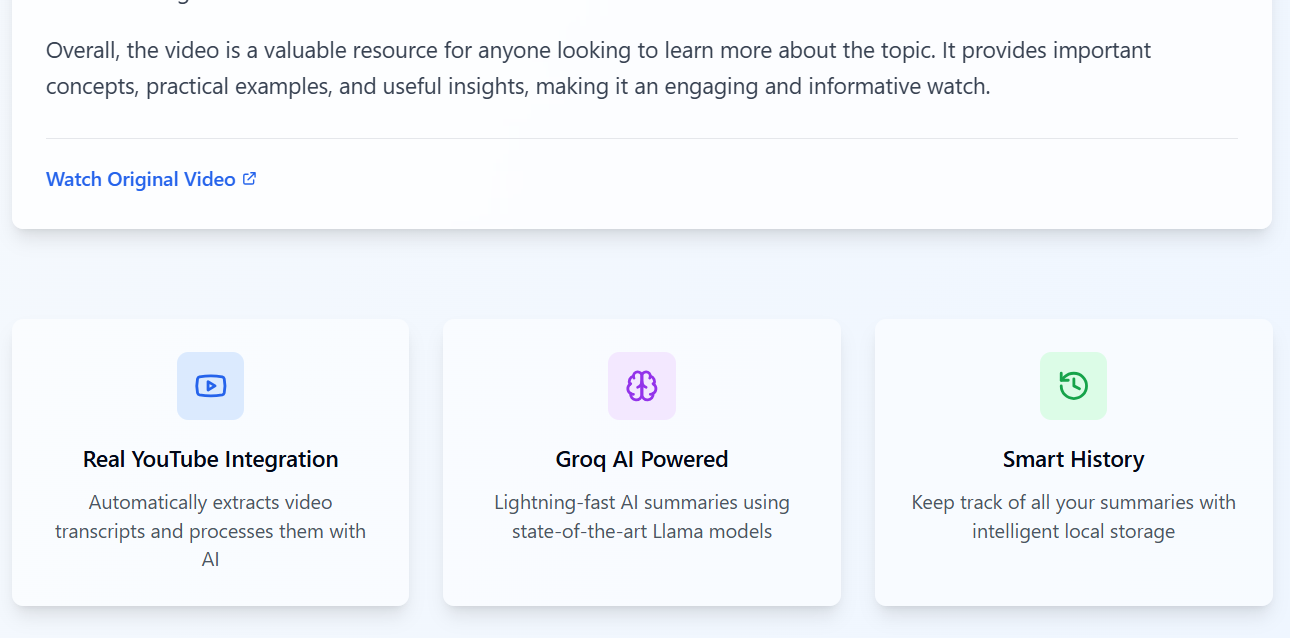 Overall, the video is a valuable resource for anyone looking to learn more about the topic. It provides important
concepts, practical examples, and useful insights, making it an engaging and informative watch.
Watch Original Video
Real YouTube Integration
Automatically extracts video
transcripts and processes them with
AI
Groq AI Powered
Lightning-fast AI summaries using
state-of-the-art Llama models
Smart History
Keep track of all your summaries with
intelligent local storage